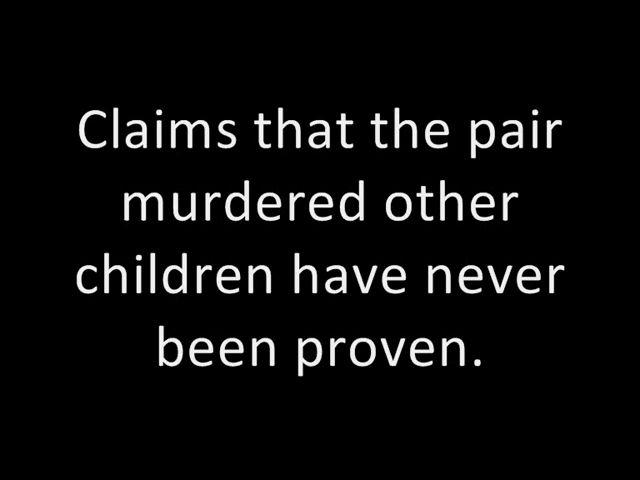 Claims that the pair
murdered other
children have never
been proven.